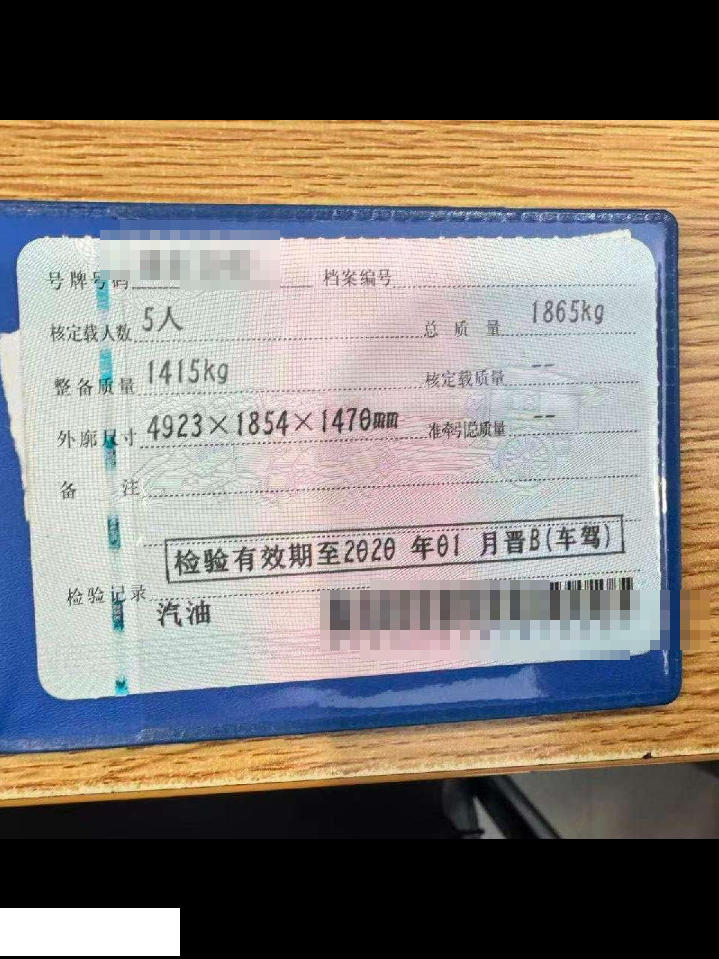 号牌号码 档案编号
核定载人数 5人 总质量 1865kg
整备质量 1415kg 核定载质量 --
外廓尺寸 4923×1854×1470mm 准牵引总质量 --
备注
检验有效期至2020 年01 月晋B(车驾)
检验记录
汽油